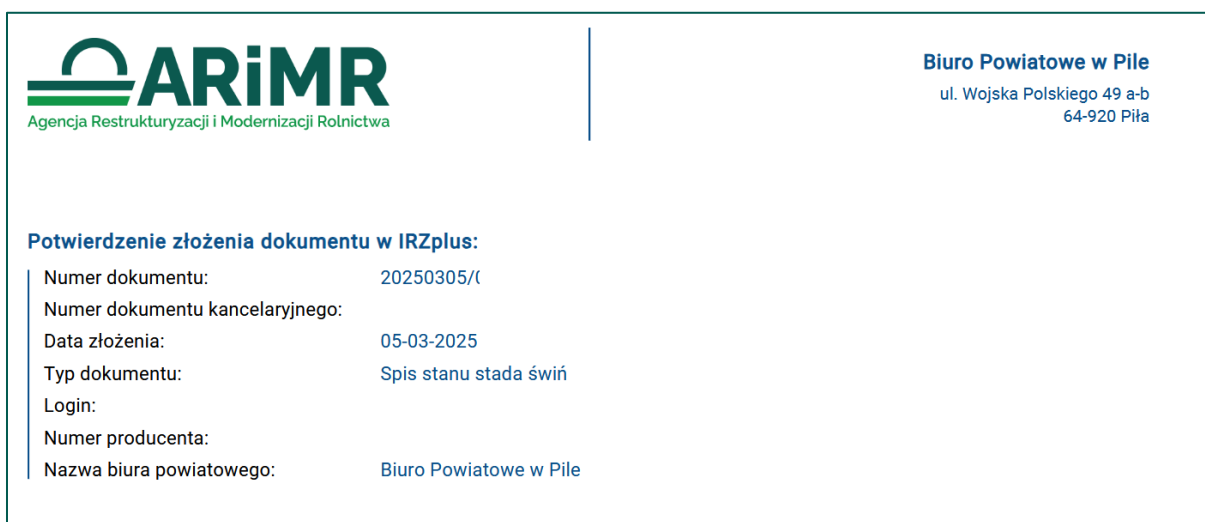 ARiMR
Agencja Restrukturyzacji i Modernizacji Rolnictwa
Biuro Powiatowe w Pile
ul. Wojska Polskiego 49 a-b
64-920 Piła
Potwierdzenie złożenia dokumentu w IRZplus:
Numer dokumentu: 20250305/
Numer dokumentu kancelaryjnego:
Data złożenia: 05-03-2025
Typ dokumentu: Spis stanu stada świń
Login:
Numer producenta:
Nazwa biura powiatowego: Biuro Powiatowe w Pile